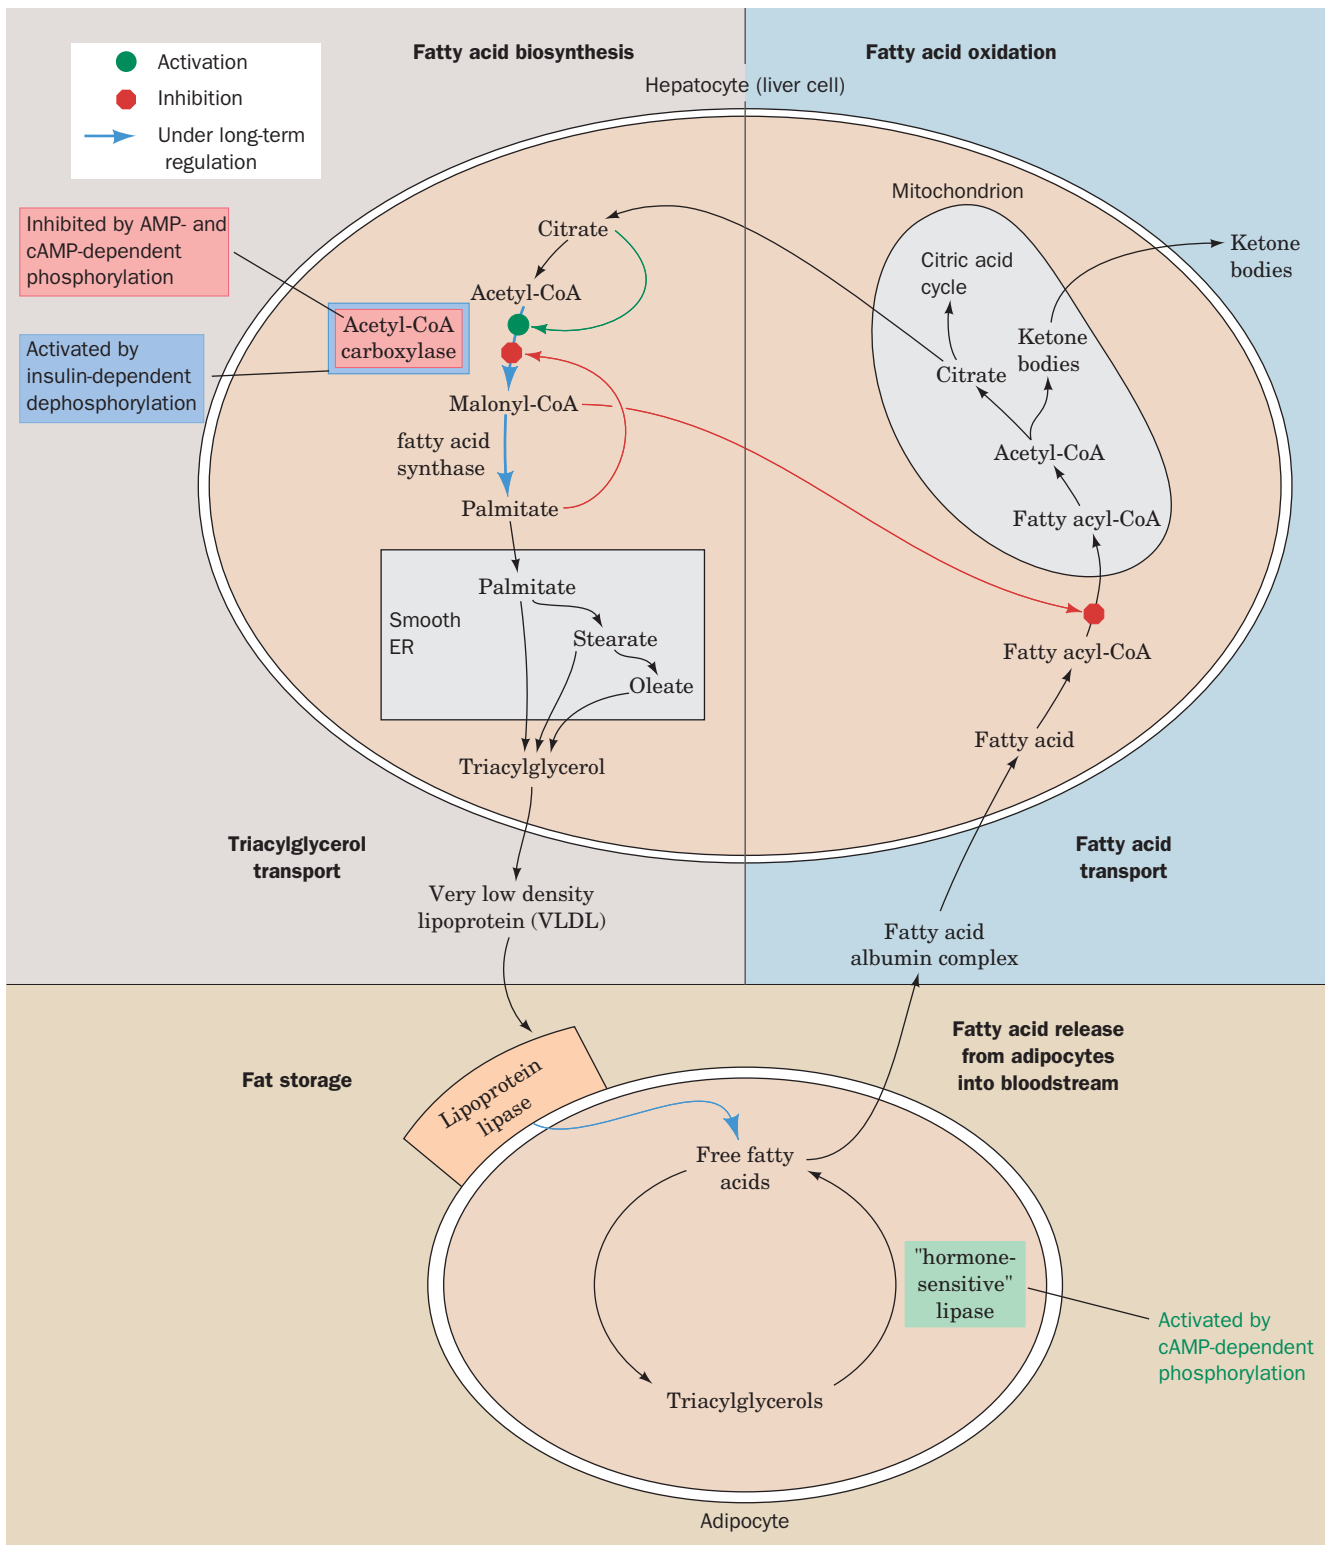 Activation
Inhibition
Under long-term
regulation
Fatty acid biosynthesis
Fatty acid oxidation
Hepatocyte (liver cell)
Inhibited by AMP- and
cAMP-dependent
phosphorylation
Activated by
insulin-dependent
dephosphorylation
Citrate
Acetyl-CoA
Acetyl-CoA
carboxylase
Malonyl-CoA
fatty acid
synthase
Palmitate
Smooth
ER
Palmitate
Stearate
Oleate
Triacylglycerol
Mitochondrion
Citric acid
cycle
Ketone
bodies
Ketone
bodies
Citrate
Acetyl-CoA
Fatty acyl-CoA
Fatty acyl-CoA
Fatty acid
Triacylglycerol
transport
Fatty acid
transport
Very low density
lipoprotein (VLDL)
Fatty acid
albumin complex
Fat storage
Fatty acid release
from adipocytes
into bloodstream
Lipoprotein
lipase
Free fatty
acids
"hormone-
sensitive"
lipase
Activated by
cAMP-dependent
phosphorylation
Triacylglycerols
Adipocyte